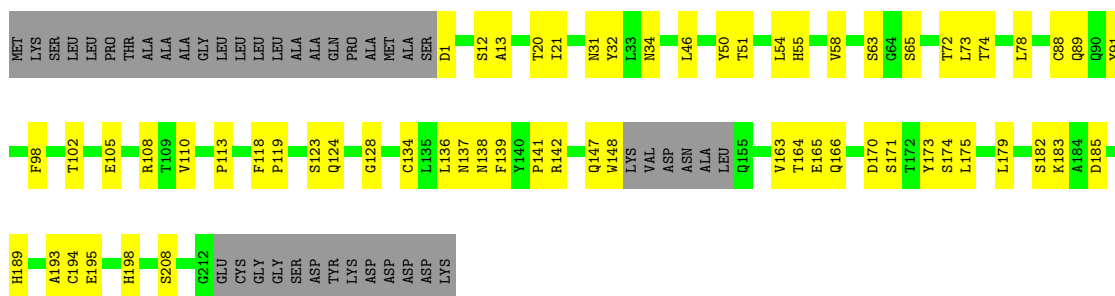 MET LYS SER LEU LEU PRO THR ALA ALA ALA GLY LEU LEU LEU LEU LEU ALA ALA GLN PRO ALA MET ALA SER D1 S12 A13 T20 I21 N31 Y32 L33 N34 L46 Y50 T51 L54 H55 V58 S63 G64 S65 T72 L73 T74 L78 C88 Q89 Q90 Y91
F98 T102 E105 R108 T109 V110 P113 F118 P119 S123 Q124 G128 C134 L135 L136 N137 N138 F139 Y140 P141 R142 Q147 W148 LYS VAL ASP ASN ALA LEU Q155 V163 T164 E165 Q166 D170 S171 T172 Y173 S174 L175 L179 S182 K183 A184 D185
H189 A193 C194 E195 H198 S208 G212 GLU CYS GLY GLY SER ASP TYR LYS ASP ASP ASP ASP LYS